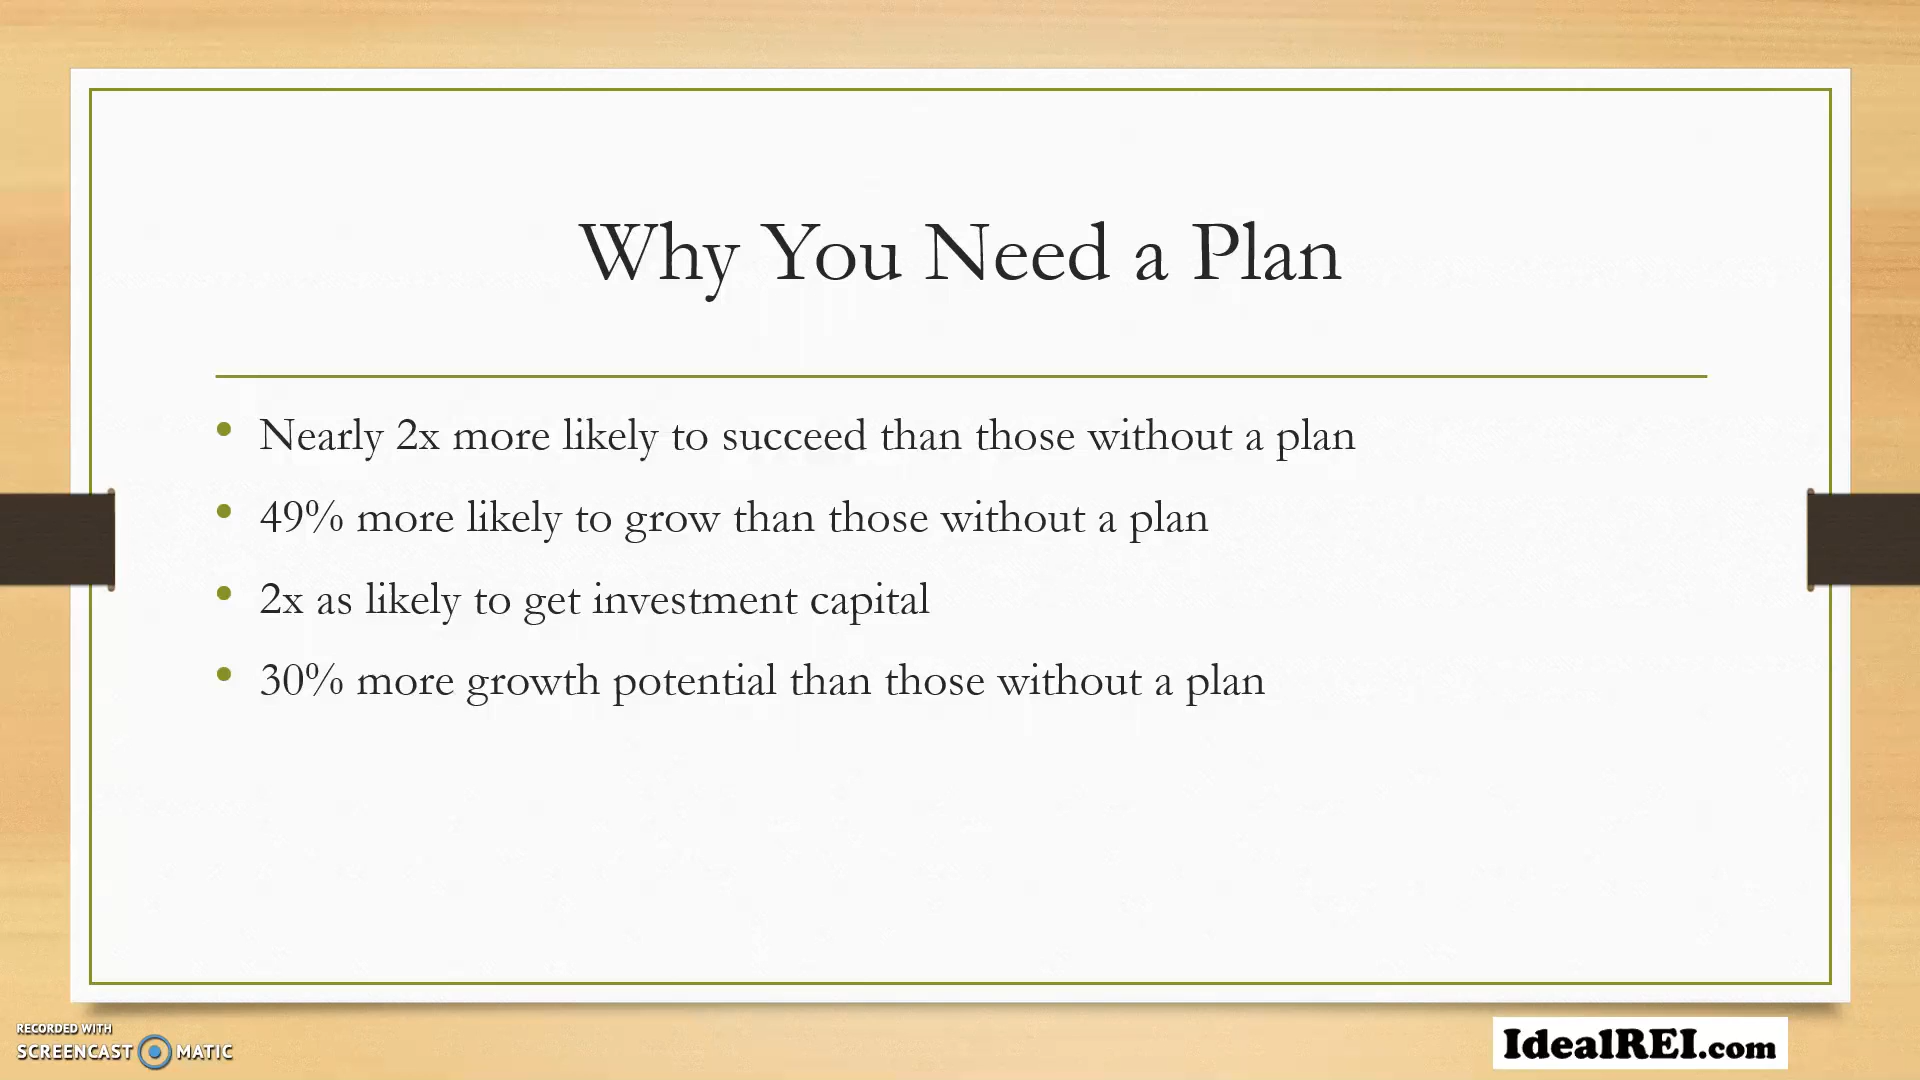 Why You Need a Plan
• Nearly 2x more likely to succeed than those without a plan
• 49% more likely to grow than those without a plan
• 2x as likely to get investment capital
• 30% more growth potential than those without a plan
RECORDED WITH
SCREENCAST MATIC
IdealREI.com